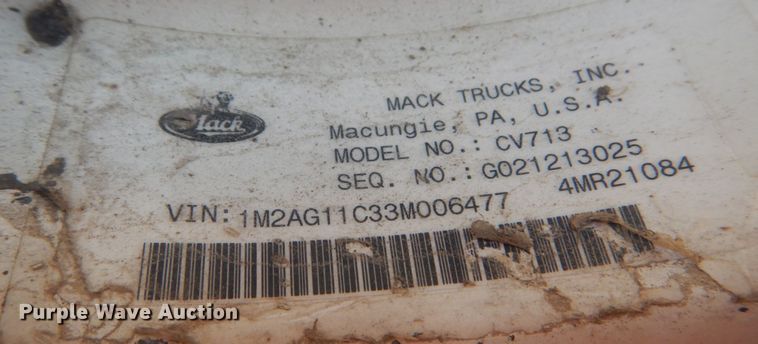 MACK TRUCKS, INC.
Mack
Macungie, PA, U.S.A.
MODEL NO.: CV713
SEQ. NO.: G021213025
4MR21084
VIN: 1M2AG11C33M006477
Purple Wave Auction